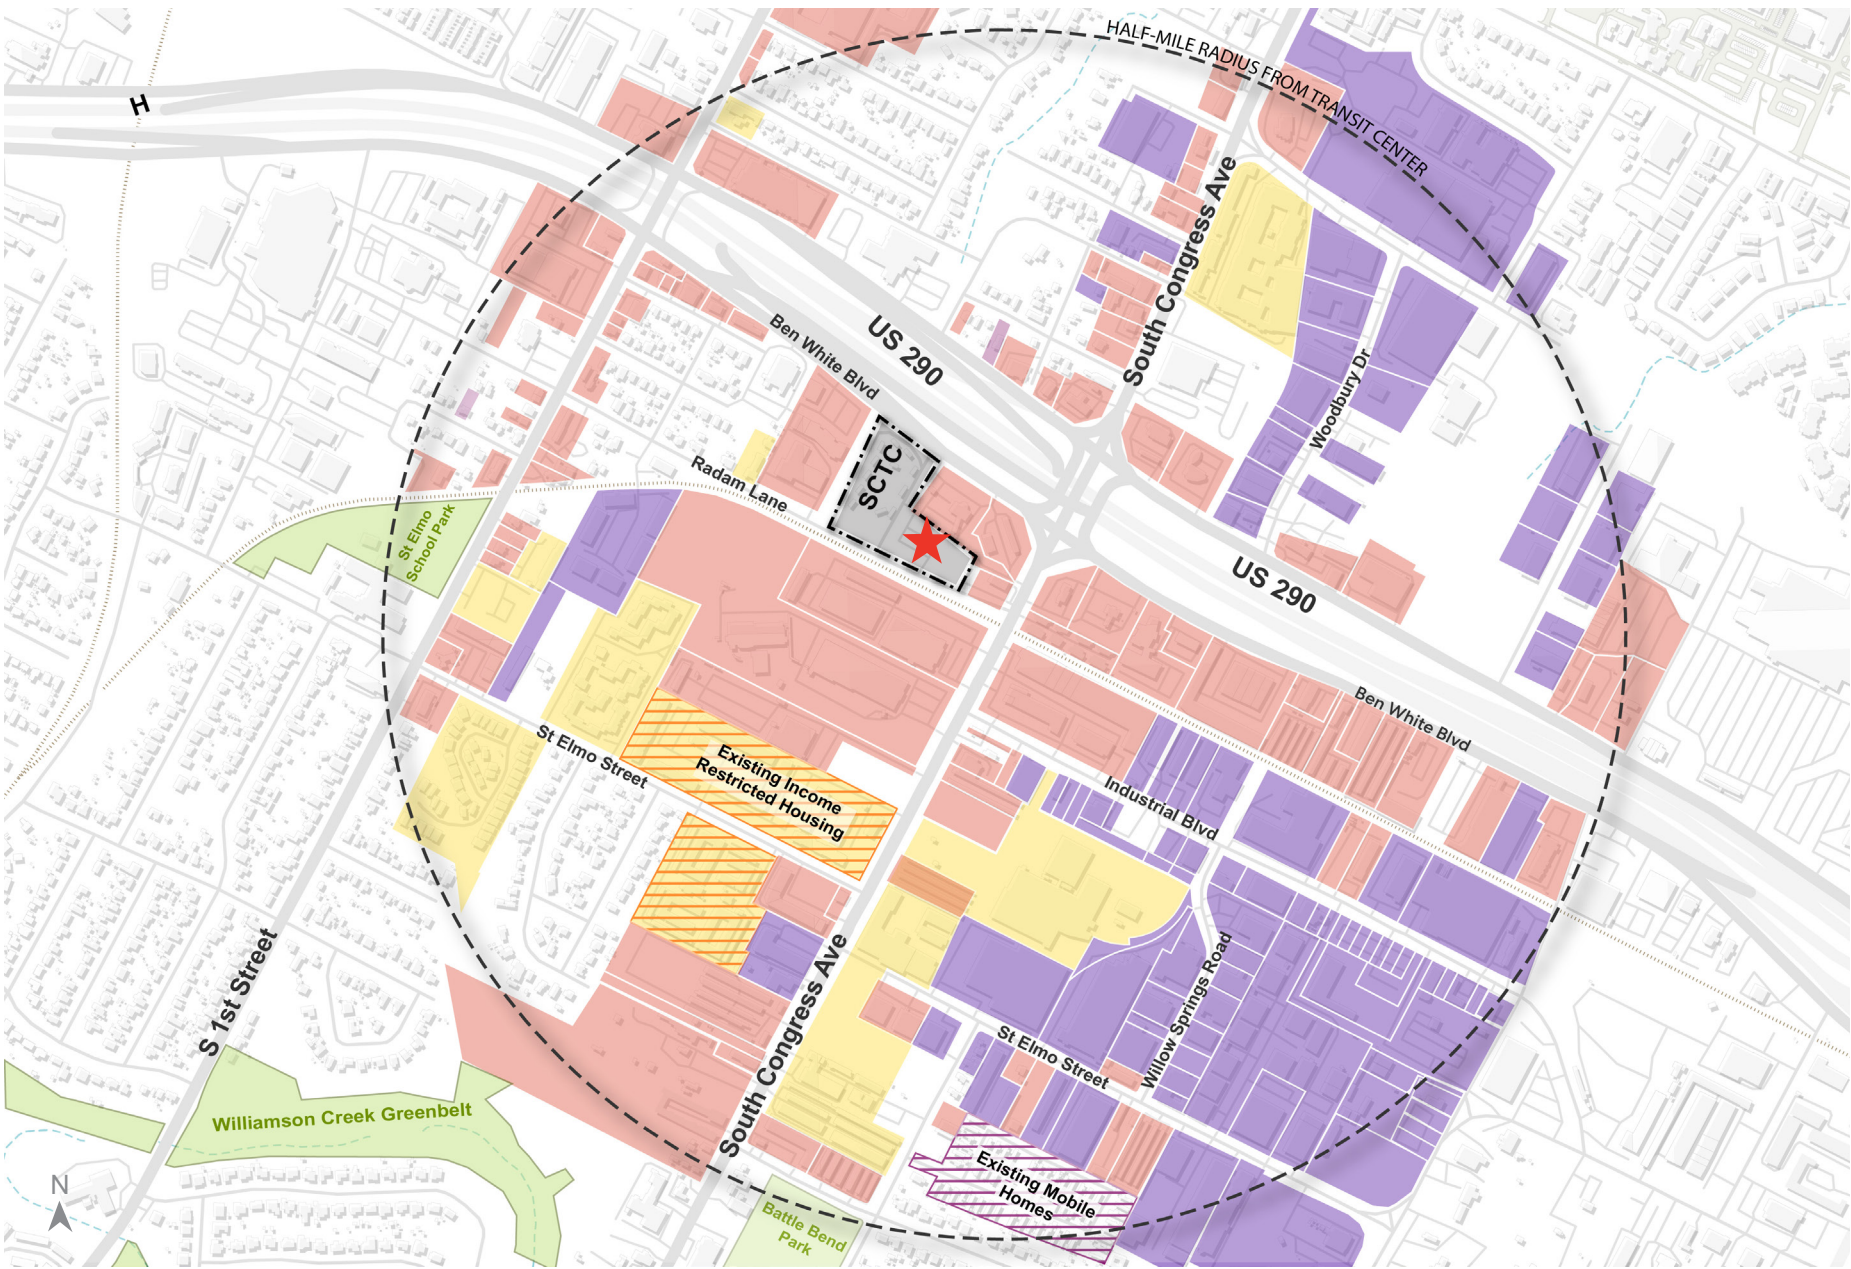 HALF-MILE RADIUS FROM TRANSIT CENTER
H
South Congress Ave
US 290
Ben White Blvd
Woodbury Dr
SCTC
Radam Lane
St Elmo
School Park
US 290
Ben White Blvd
St Elmo Street
Existing Income
Restricted Housing
Industrial Blvd
S 1st Street
South Congress Ave
Willow Springs Road
St Elmo Street
Williamson Creek Greenbelt
Existing Mobile
Homes
Battle Bend
Park
N